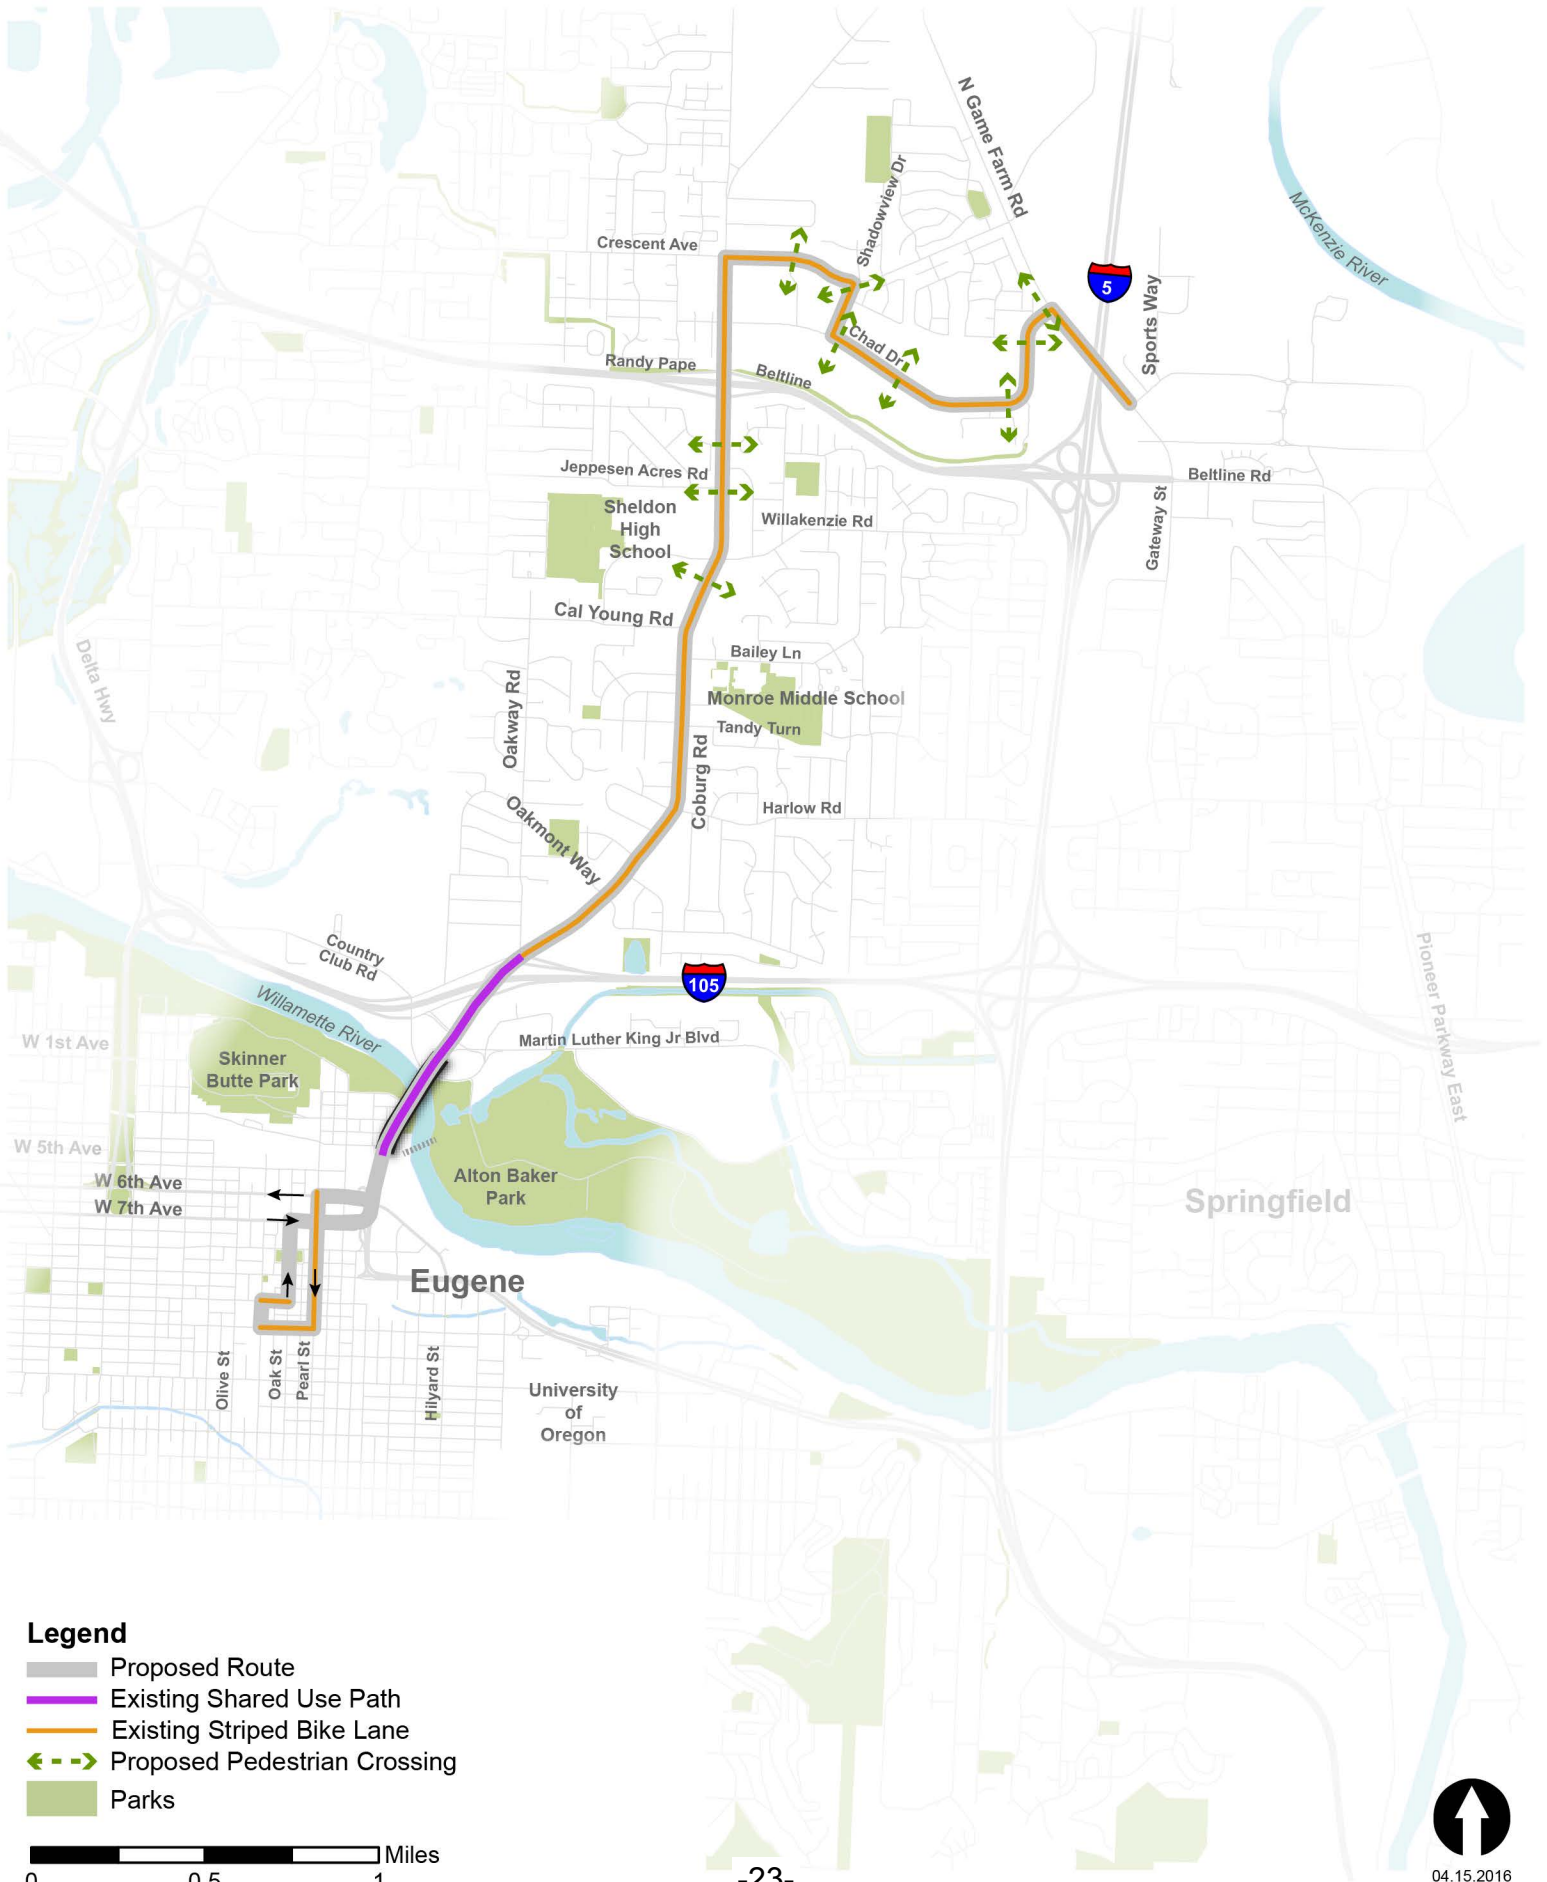 N Game Farm Rd
McKenzie River
Shadowview Dr
Crescent Ave
5
Sports Way
Chad Dr
Randy Pape
Beltline
Jeppesen Acres Rd
Beltline Rd
Sheldon
High
School
Willakenzie Rd
Gateway St
Cal Young Rd
Bailey Ln
Delta Hwy
Oakway Rd
Monroe Middle School
Tandy Turn
Coburg Rd
Oakmont Way
Harlow Rd
Country
Club Rd
Pioneer Parkway East
105
Willamette River
W 1st Ave
Martin Luther King Jr Blvd
Skinner
Butte Park
W 5th Ave
W 6th Ave
W 7th Ave
Alton Baker
Park
Springfield
Eugene
Olive St
Oak St
Pearl St
Hilyard St
University
of
Oregon
Legend
Proposed Route
Existing Shared Use Path
Existing Striped Bike Lane
Proposed Pedestrian Crossing
Parks
Miles
0 0.5 1
-23-
04.15.2016